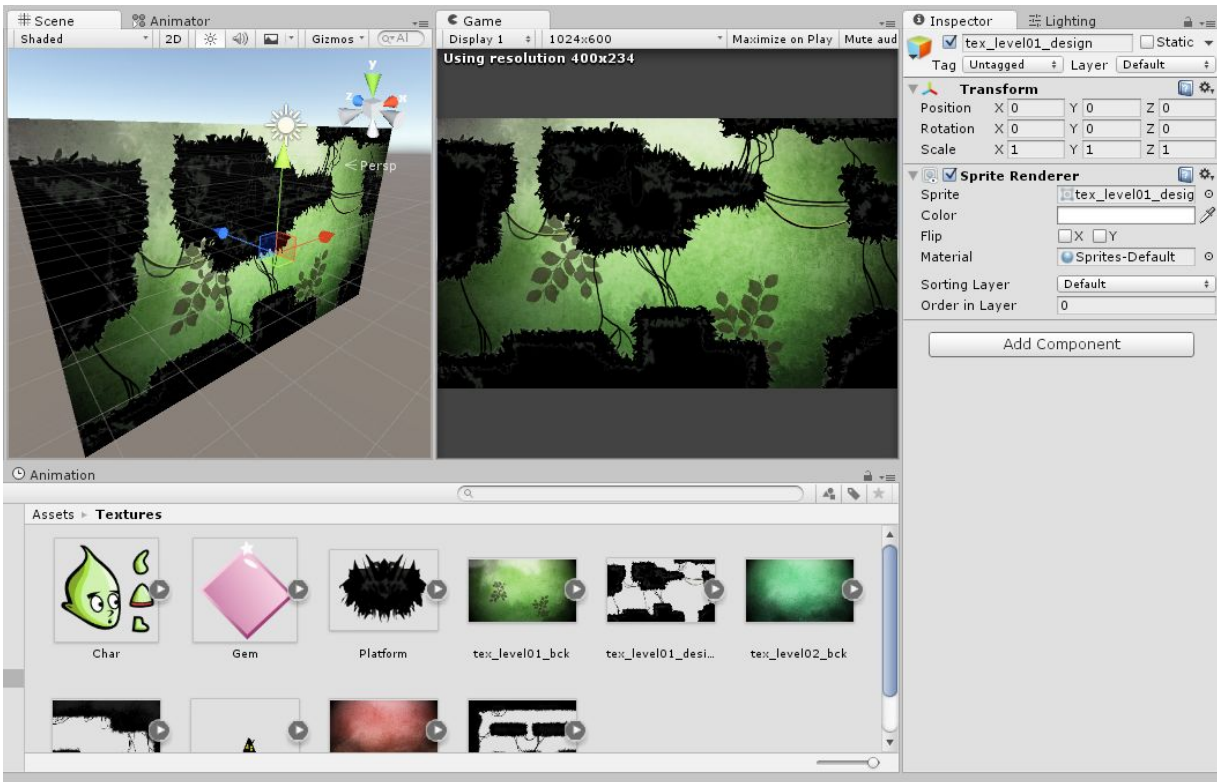 Scene Animator
Shaded 2D Gizmos Q▾Al
y
z x
Persp
Game
Display 1 1024x600 Maximize on Play Mute aud
Using resolution 400x234
Inspector Lighting
tex_level01_design Static
Tag Untagged Layer Default
Transform
Position X 0 Y 0 Z 0
Rotation X 0 Y 0 Z 0
Scale X 1 Y 1 Z 1
Sprite Renderer
Sprite tex_level01_desig
Color
Flip X Y
Material Sprites-Default
Sorting Layer Default
Order in Layer 0
Add Component
Animation
Assets ▸ Textures
Char Gem Platform tex_level01_bck tex_level01_desi... tex_level02_bck